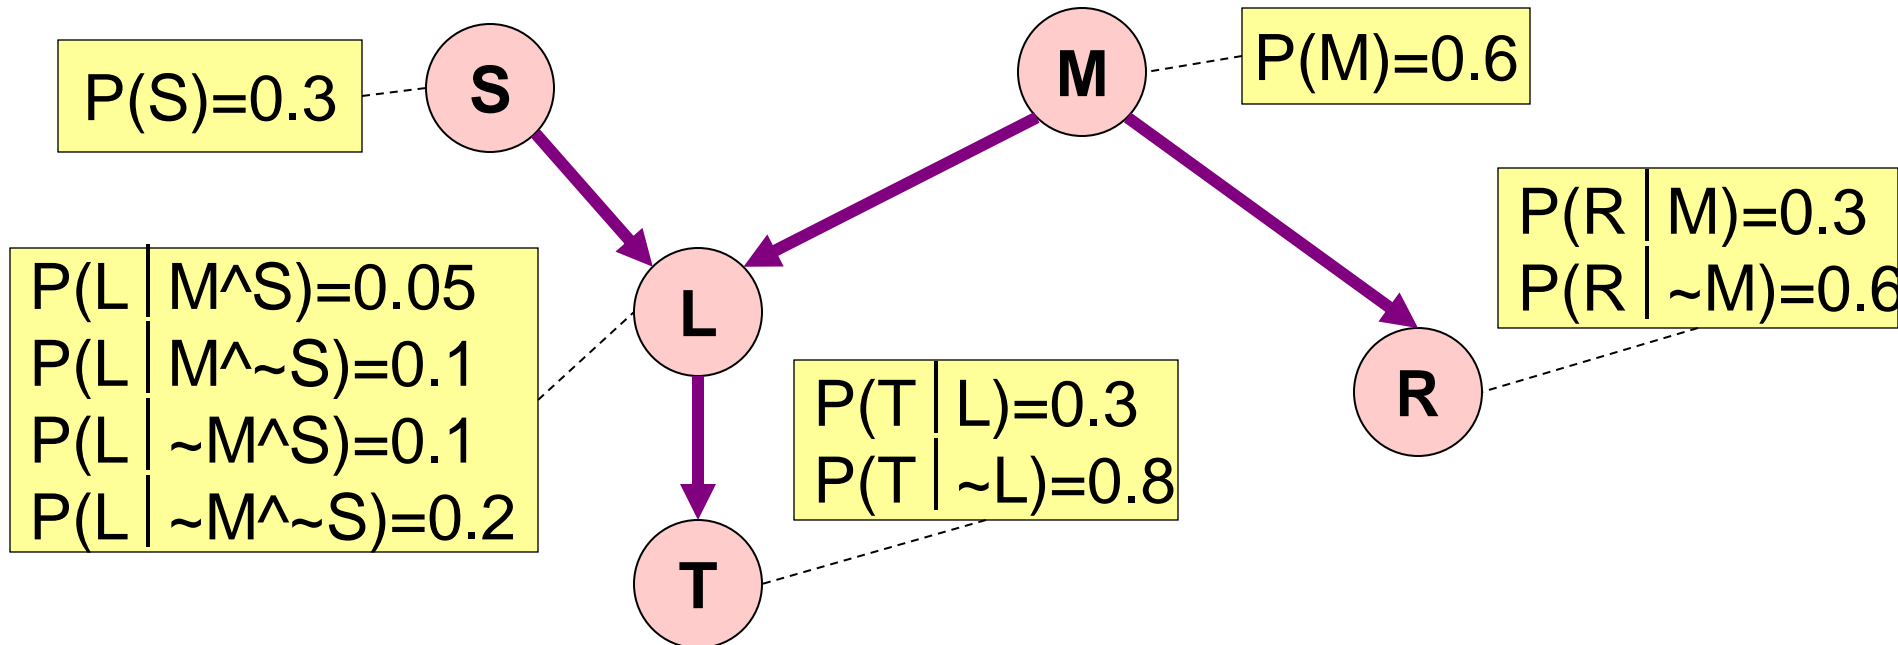 P(S)=0.3
S
M
P(M)=0.6
P(R | M)=0.3
P(R | ~M)=0.6
P(L | M^S)=0.05
P(L | M^~S)=0.1
P(L | ~M^S)=0.1
P(L | ~M^~S)=0.2
L
P(T | L)=0.3
P(T | ~L)=0.8
R
T